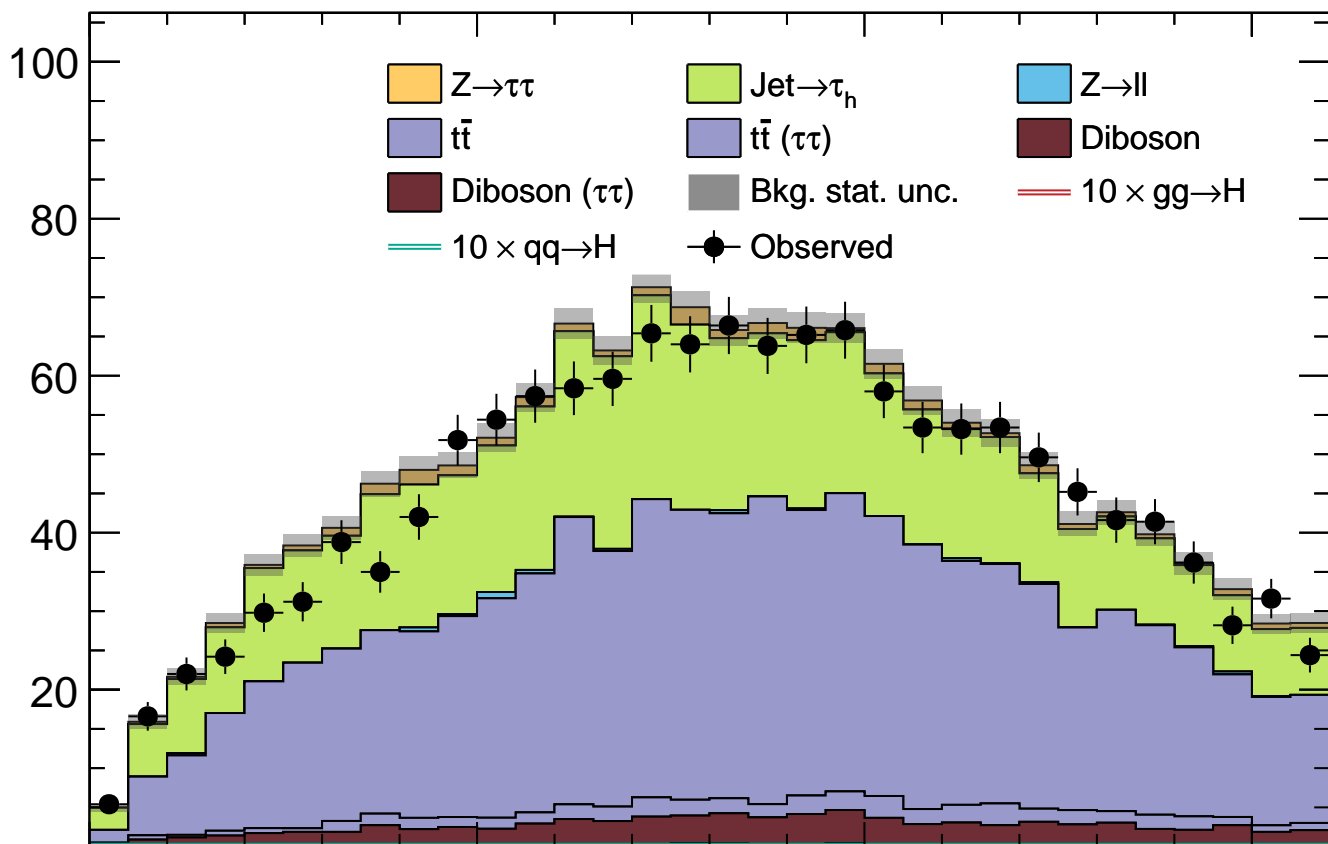 100
80
60
40
20
Z→ττ Jet→τ_h Z→ll
tt̄ tt̄ (ττ) Diboson
Diboson (ττ) Bkg. stat. unc. 10 × gg→H
10 × qq→H Observed